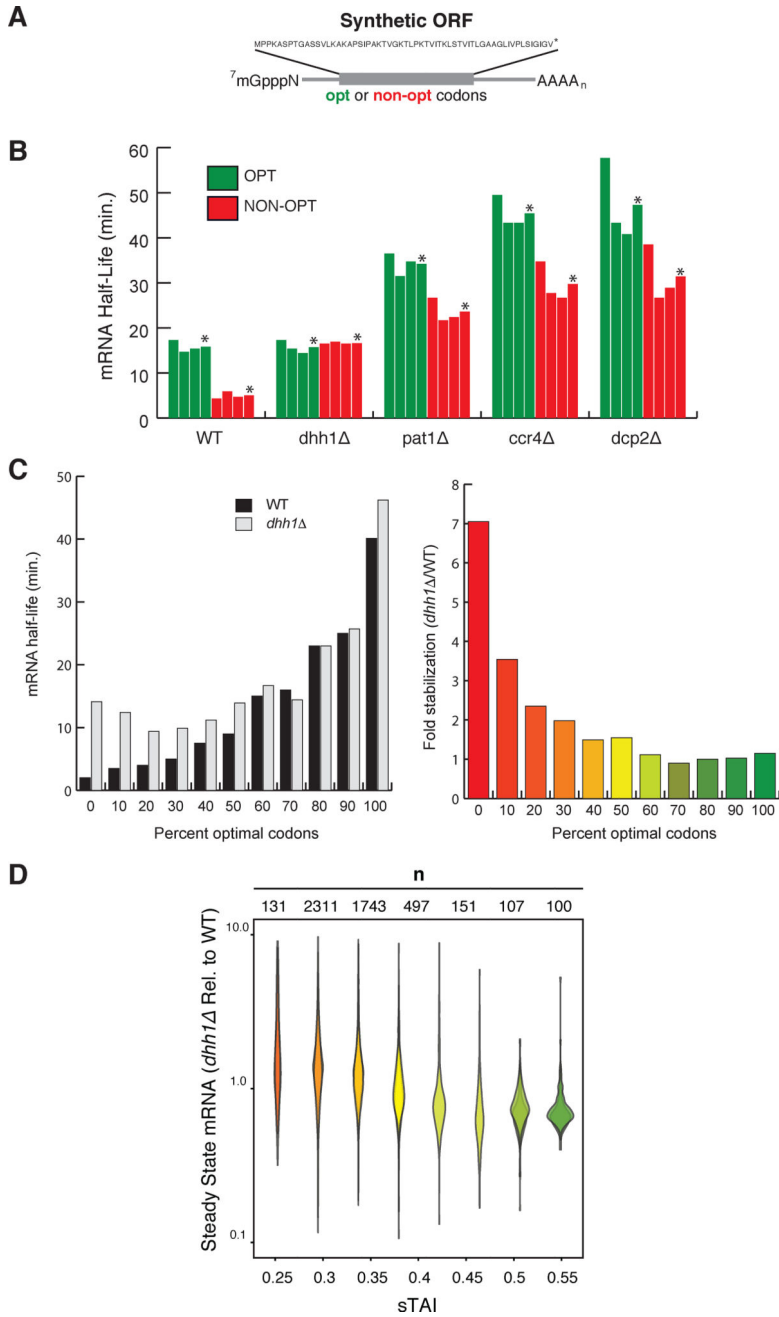 A
Synthetic ORF
MPPKASPTGASSVLKAKAPSIPAKTVGKTLPKTVITKLSTVITLGAAGLIVPLSIGIGV*
7mGpppN
AAAAn
opt or non-opt codons
B
mRNA Half-Life (min.)
60
50
40
30
20
10
0
OPT
NON-OPT
* * * * * * * * * *
WT dhh1Δ pat1Δ ccr4Δ dcp2Δ
C
mRNA half-life (min.)
50
40
30
20
10
0
WT
dhh1Δ
0 10 20 30 40 50 60 70 80 90 100
Percent optimal codons
Fold stabilization (dhh1Δ/WT)
8
7
6
5
4
3
2
1
0
0 10 20 30 40 50 60 70 80 90 100
Percent optimal codons
D
n
131 2311 1743 497 151 107 100
Steady State mRNA (dhh1Δ Rel. to WT)
10.0
1.0
0.1
0.25 0.3 0.35 0.4 0.45 0.5 0.55
sTAI